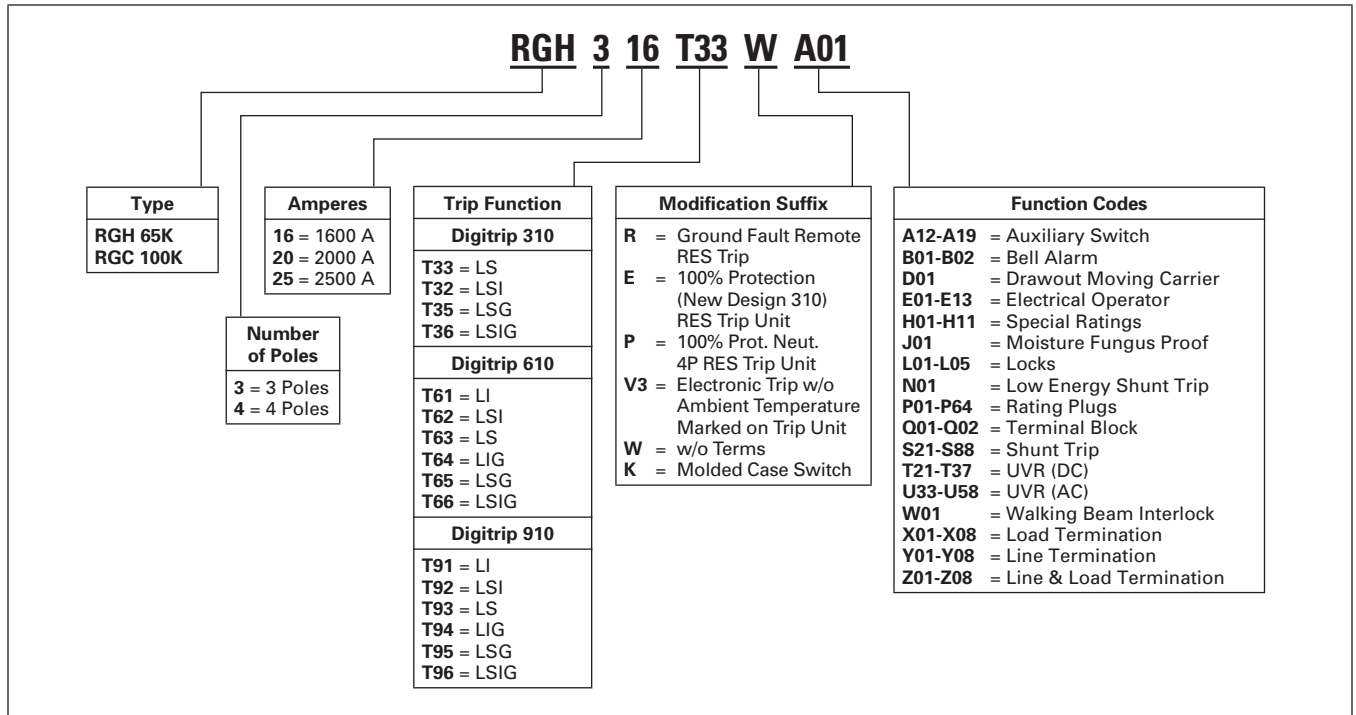 RGH 3 16 T33 W A01
Type
RGH 65K
RGC 100K
Number
of Poles
3 = 3 Poles
4 = 4 Poles
Amperes
16 = 1600 A
20 = 2000 A
25 = 2500 A
Trip Function
Digitrip 310
T33 = LS
T32 = LSI
T35 = LSG
T36 = LSIG
Digitrip 610
T61 = LI
T62 = LSI
T63 = LS
T64 = LIG
T65 = LSG
T66 = LSIG
Digitrip 910
T91 = LI
T92 = LSI
T93 = LS
T94 = LIG
T95 = LSG
T96 = LSIG
Modification Suffix
R = Ground Fault Remote
RES Trip
E = 100% Protection
(New Design 310)
RES Trip Unit
P = 100% Prot. Neut.
4P RES Trip Unit
V3 = Electronic Trip w/o
Ambient Temperature
Marked on Trip Unit
W = w/o Terms
K = Molded Case Switch
Function Codes
A12-A19 = Auxiliary Switch
B01-B02 = Bell Alarm
D01 = Drawout Moving Carrier
E01-E13 = Electrical Operator
H01-H11 = Special Ratings
J01 = Moisture Fungus Proof
L01-L05 = Locks
N01 = Low Energy Shunt Trip
P01-P64 = Rating Plugs
Q01-Q02 = Terminal Block
S21-S88 = Shunt Trip
T21-T37 = UVR (DC)
U33-U58 = UVR (AC)
W01 = Walking Beam Interlock
X01-X08 = Load Termination
Y01-Y08 = Line Termination
Z01-Z08 = Line & Load Termination